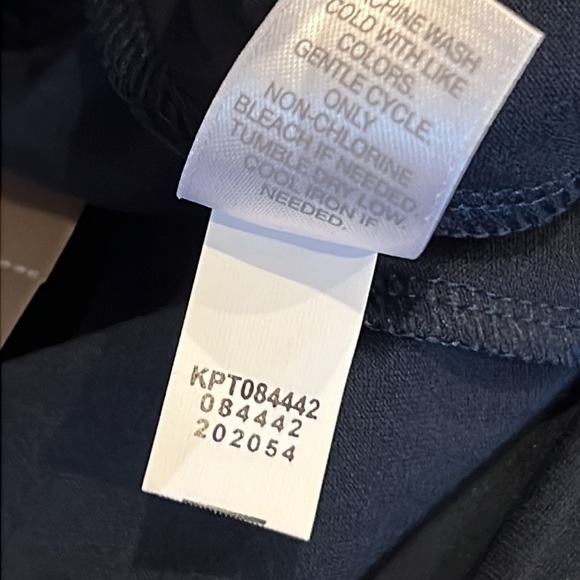 MACHINE WASH
COLD WITH LIKE
COLORS.
GENTLE CYCLE
ONLY
NON-CHLORINE
BLEACH IF NEEDED.
TUMBLE DRY LOW.
COOL IRON IF
NEEDED.
KPT084442
084442
202054